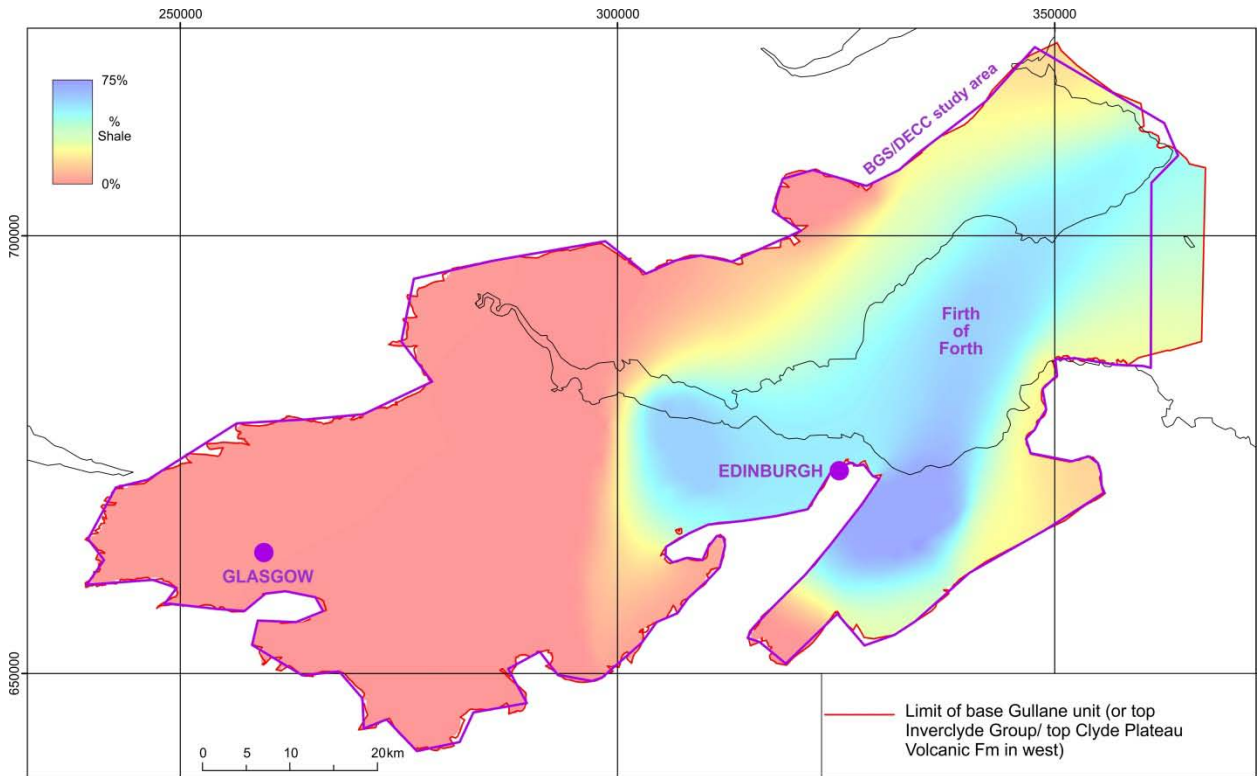 250000
300000
350000
75%
%
Shale
0%
BGS/DECC study area
700000
Firth
of
Forth
EDINBURGH
GLASGOW
650000
0 5 10 20km
Limit of base Gullane unit (or top
Inverclyde Group/ top Clyde Plateau
Volcanic Fm in west)